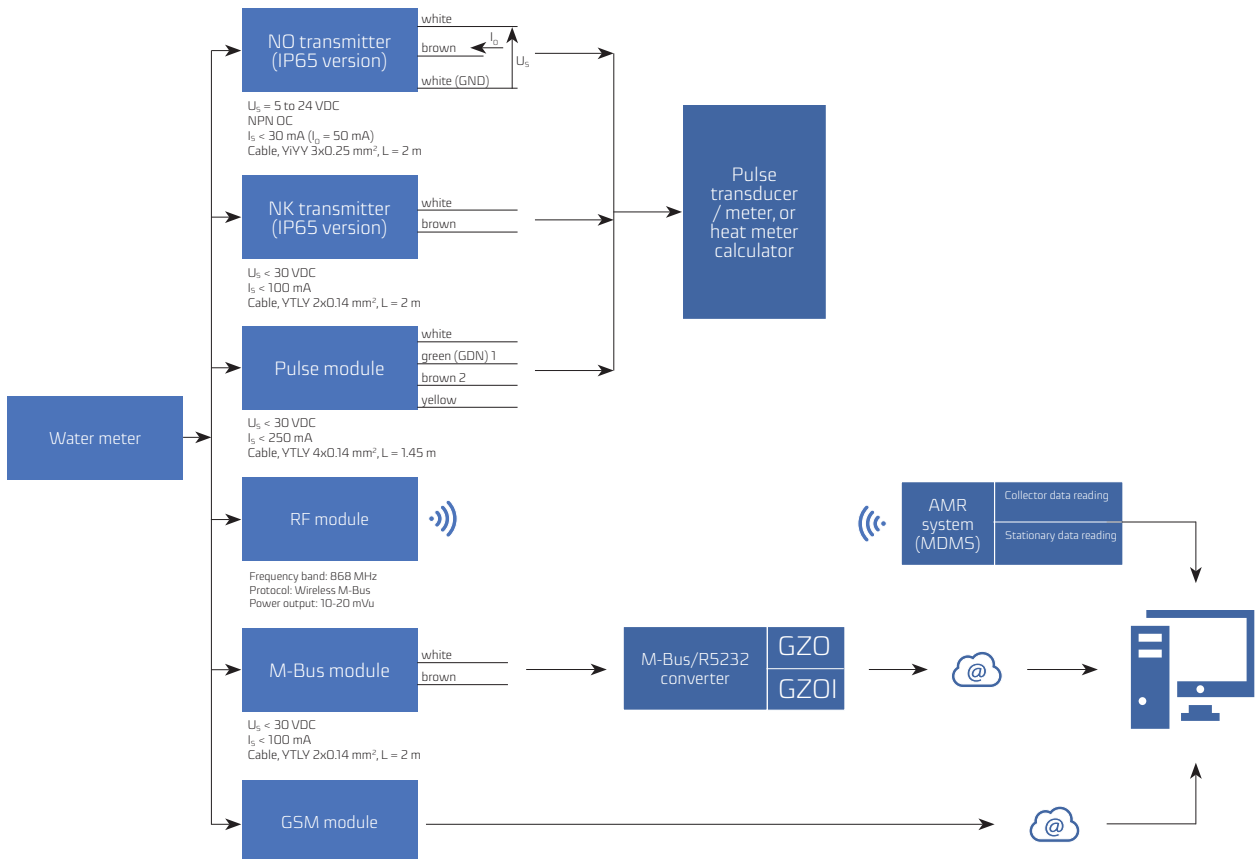 white
NO transmitter
(IP65 version)
brown
I₀
Uₛ
white (GND)
Uₛ = 5 to 24 VDC
NPN OC
Iₛ < 30 mA (I₀ = 50 mA)
Cable, YiYY 3x0.25 mm², L = 2 m
NK transmitter
(IP65 version)
white
brown
Uₛ < 30 VDC
Iₛ < 100 mA
Cable, YTLY 2x0.14 mm², L = 2 m
Pulse
transducer
/ meter, or
heat meter
calculator
Pulse module
white
green (GDN) 1
brown 2
yellow
Uₛ < 30 VDC
Iₛ < 250 mA
Cable, YTLY 4x0.14 mm², L = 1.45 m
Water meter
RF module
Frequency band: 868 MHz
Protocol: Wireless M-Bus
Power output: 10-20 mVu
AMR
system
(MDMS)
Collector data reading
Stationary data reading
M-Bus module
white
brown
Uₛ < 30 VDC
Iₛ < 100 mA
Cable, YTLY 2x0.14 mm², L = 2 m
M-Bus/R5232
converter
GZO
GZOI
@
GSM module
@